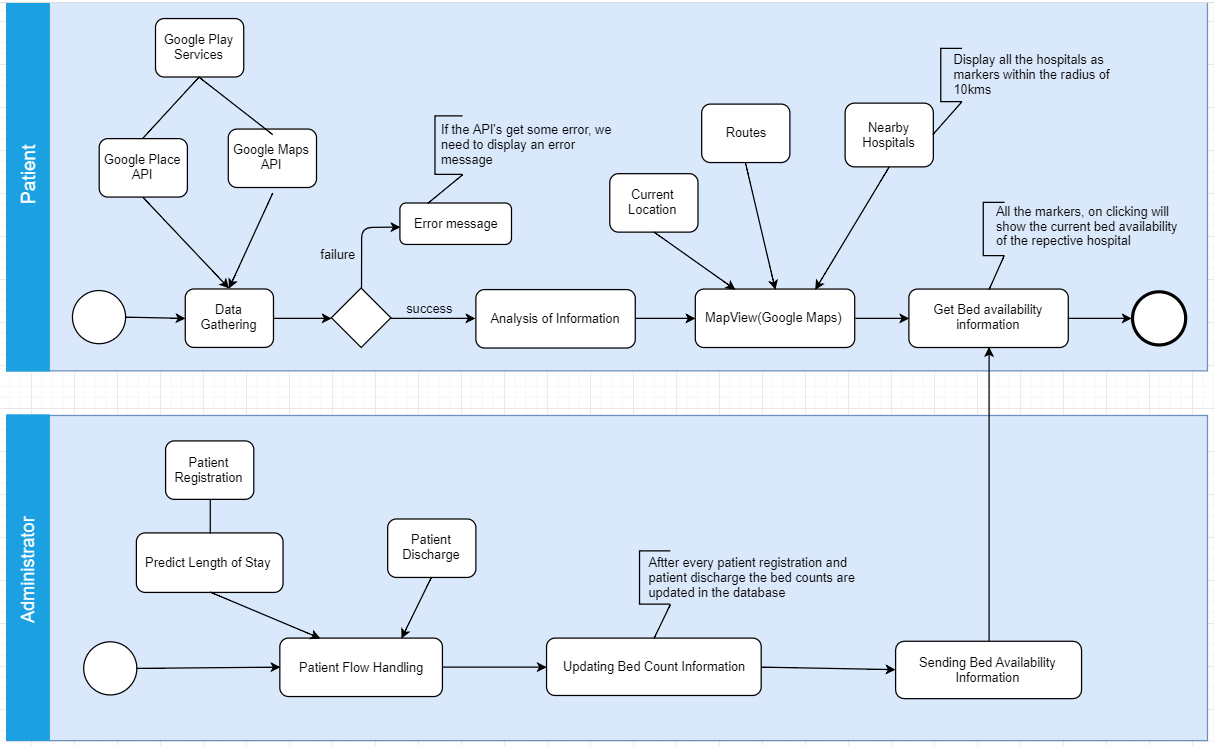 Patient
Google Play
Services
Google Place
API
Google Maps
API
If the API's get some error, we
need to display an error
message
Error message
failure
success
Data
Gathering
Analysis of Information
Current
Location
Routes
Nearby
Hospitals
Display all the hospitals as
markers within the radius of
10kms
MapView(Google Maps)
All the markers, on clicking will
show the current bed availability
of the repective hospital
Get Bed availability
information
Administrator
Patient
Registration
Predict Length of Stay
Patient
Discharge
Patient Flow Handling
After every patient registration and
patient discharge the bed counts are
updated in the database
Updating Bed Count Information
Sending Bed Availability
Information